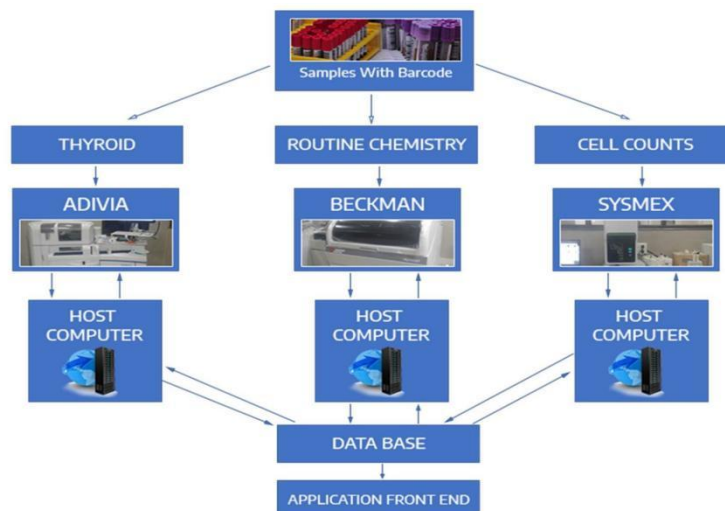 Samples With Barcode
THYROID
ROUTINE CHEMISTRY
CELL COUNTS
ADIVIA
BECKMAN
SYSMEX
HOST
COMPUTER
HOST
COMPUTER
HOST
COMPUTER
DATA BASE
APPLICATION FRONT END